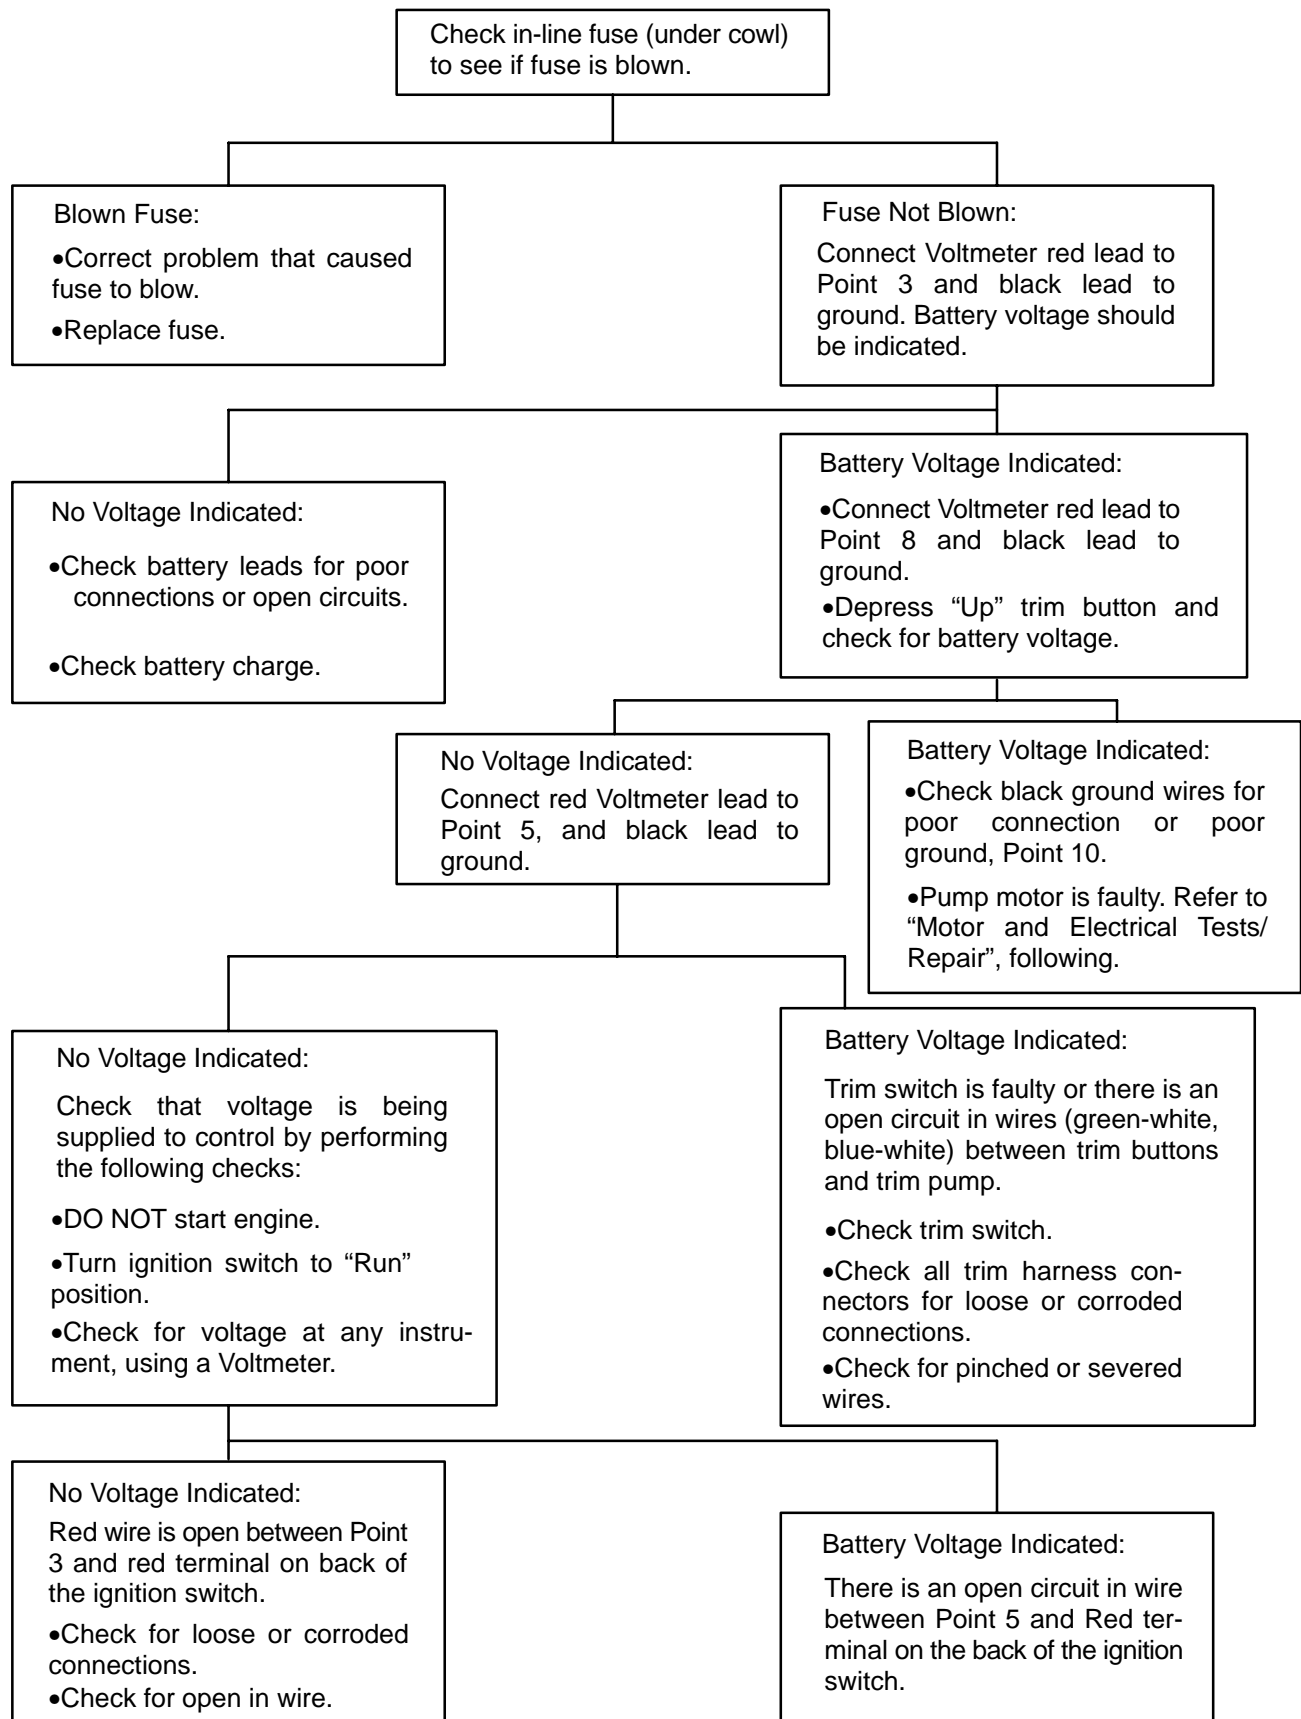 Check in-line fuse (under cowl)
to see if fuse is blown.
Blown Fuse:
•Correct problem that caused
fuse to blow.
•Replace fuse.
Fuse Not Blown:
Connect Voltmeter red lead to
Point 3 and black lead to
ground. Battery voltage should
be indicated.
No Voltage Indicated:
•Check battery leads for poor
connections or open circuits.
•Check battery charge.
Battery Voltage Indicated:
•Connect Voltmeter red lead to
Point 8 and black lead to
ground.
•Depress “Up” trim button and
check for battery voltage.
No Voltage Indicated:
Connect red Voltmeter lead to
Point 5, and black lead to
ground.
Battery Voltage Indicated:
•Check black ground wires for
poor connection or poor
ground, Point 10.
•Pump motor is faulty. Refer to
“Motor and Electrical Tests/
Repair”, following.
No Voltage Indicated:
Check that voltage is being
supplied to control by performing
the following checks:
•DO NOT start engine.
•Turn ignition switch to “Run”
position.
•Check for voltage at any instru-
ment, using a Voltmeter.
Battery Voltage Indicated:
Trim switch is faulty or there is an
open circuit in wires (green-white,
blue-white) between trim buttons
and trim pump.
•Check trim switch.
•Check all trim harness con-
nectors for loose or corroded
connections.
•Check for pinched or severed
wires.
No Voltage Indicated:
Red wire is open between Point
3 and red terminal on back of
the ignition switch.
•Check for loose or corroded
connections.
•Check for open in wire.
Battery Voltage Indicated:
There is an open circuit in wire
between Point 5 and Red ter-
minal on the back of the ignition
switch.